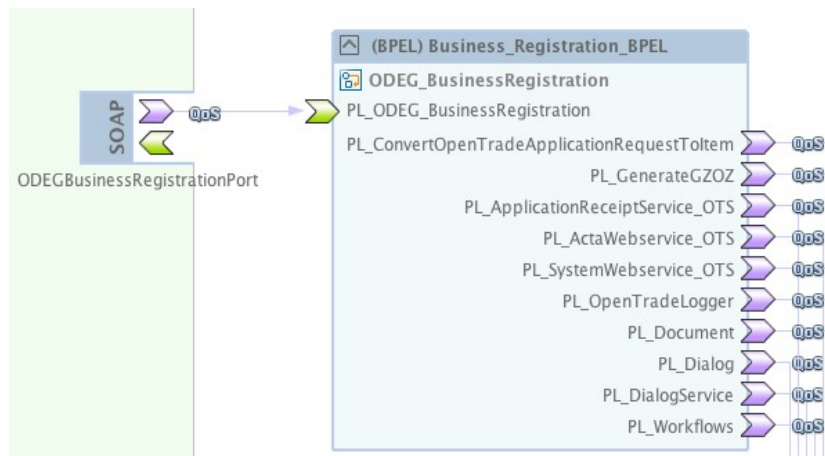 (BPEL) Business_Registration_BPEL
ODEG_BusinessRegistration
SOAP
QoS
PL_ODEG_BusinessRegistration
ODEGBusinessRegistrationPort
PL_ConvertOpenTradeApplicationRequestToItem QoS
PL_GenerateGZOZ QoS
PL_ApplicationReceiptService_OTS QoS
PL_ActaWebservice_OTS QoS
PL_SystemWebservice_OTS QoS
PL_OpenTradeLogger QoS
PL_Document QoS
PL_Dialog QoS
PL_DialogService QoS
PL_Workflows QoS